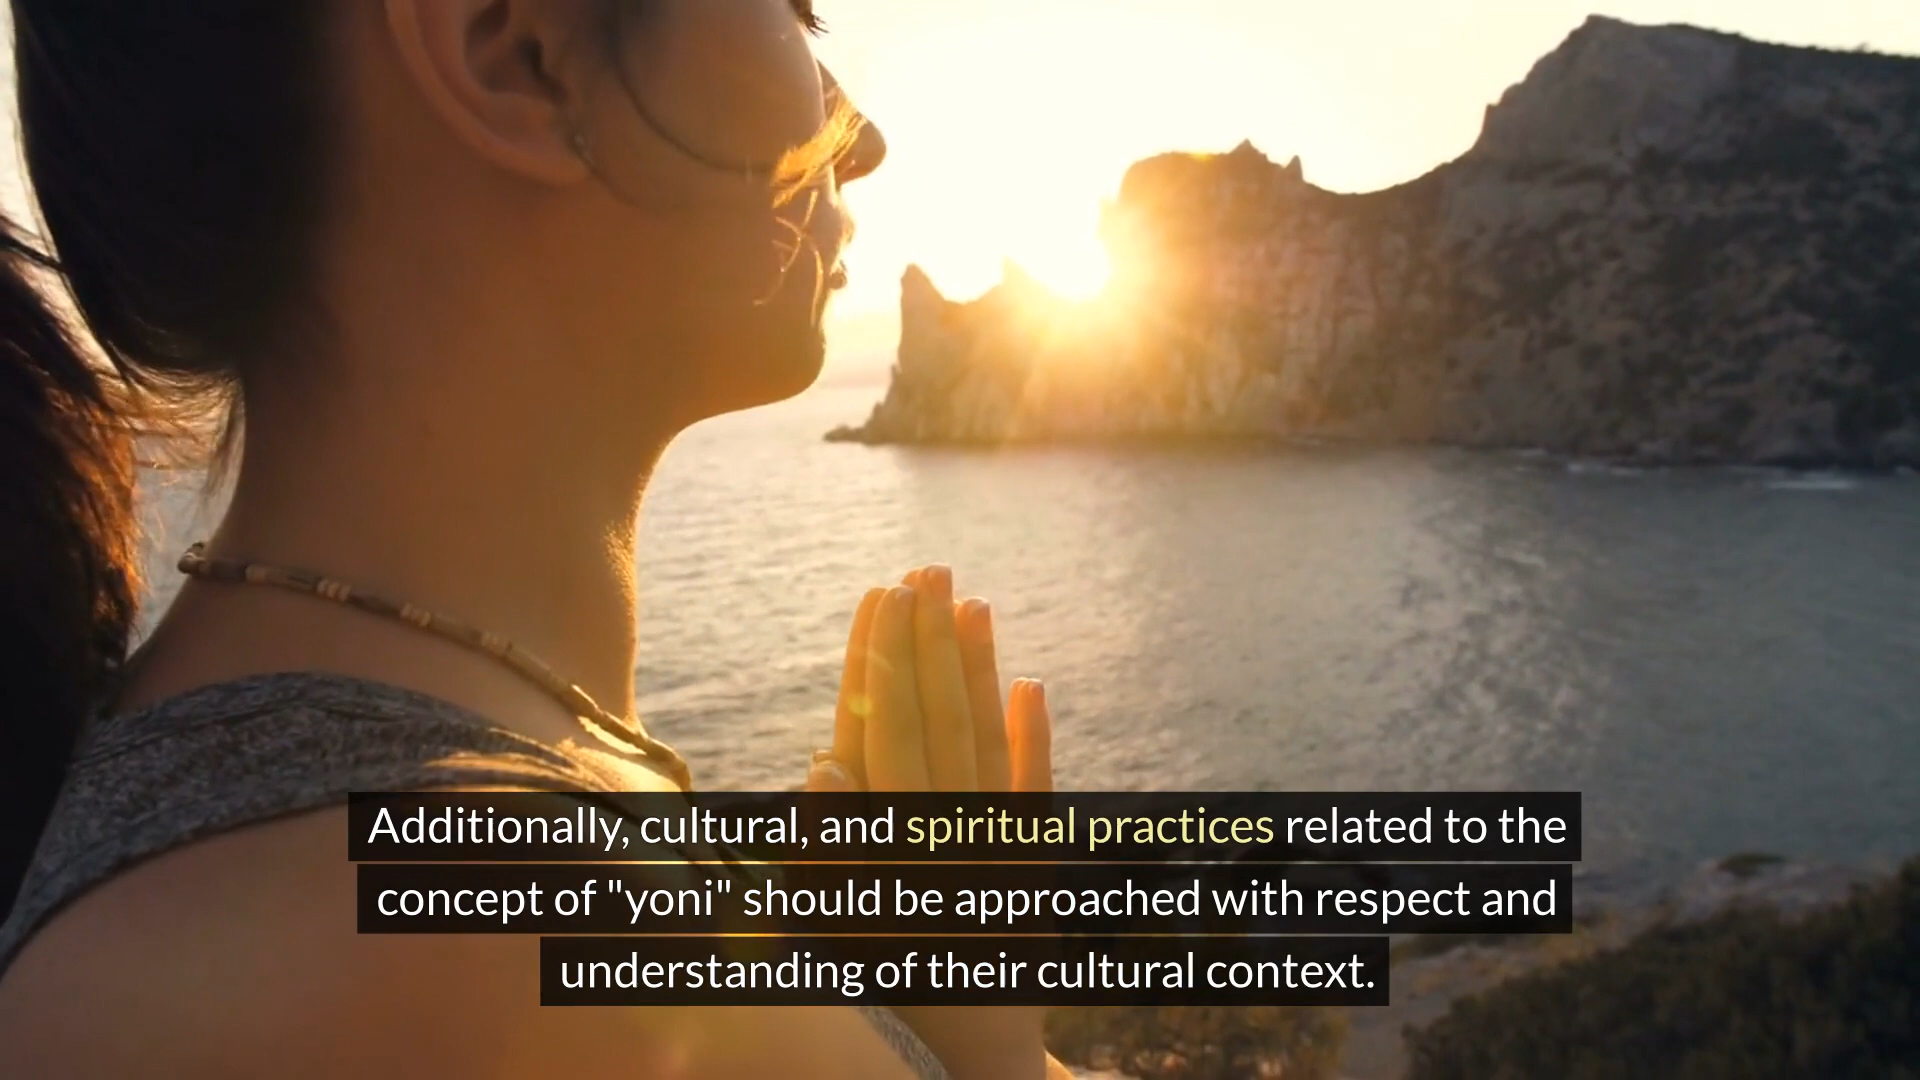 Additionally, cultural, and spiritual practices related to the
concept of "yoni" should be approached with respect and
understanding of their cultural context.